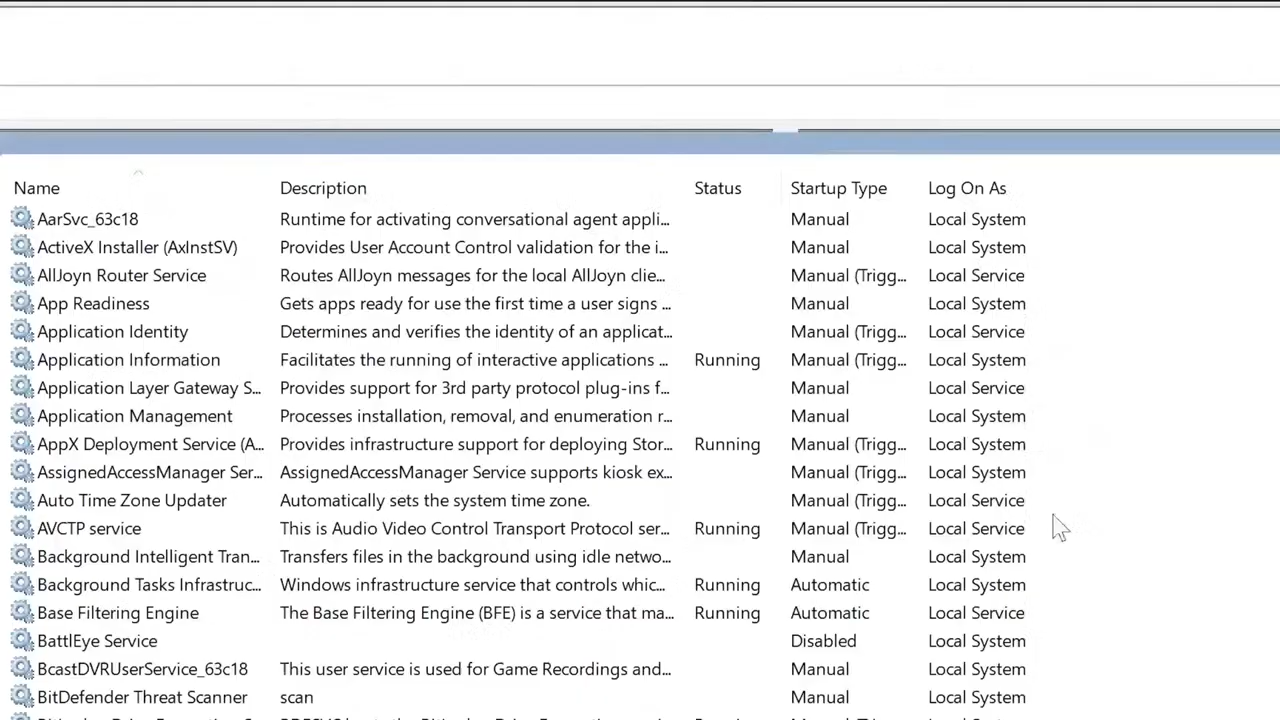 Name Description Status Startup Type Log On As
AarSvc_63c18 Runtime for activating conversational agent appli... Manual Local System
ActiveX Installer (AxInstSV) Provides User Account Control validation for the i... Manual Local System
AllJoyn Router Service Routes AllJoyn messages for the local AllJoyn clie... Manual (Trigg... Local Service
App Readiness Gets apps ready for use the first time a user signs ... Manual Local System
Application Identity Determines and verifies the identity of an applicat... Manual (Trigg... Local Service
Application Information Facilitates the running of interactive applications ... Running Manual (Trigg... Local System
Application Layer Gateway S... Provides support for 3rd party protocol plug-ins f... Manual Local Service
Application Management Processes installation, removal, and enumeration r... Manual Local System
AppX Deployment Service (A... Provides infrastructure support for deploying Stor... Running Manual (Trigg... Local System
AssignedAccessManager Ser... AssignedAccessManager Service supports kiosk ex... Manual (Trigg... Local System
Auto Time Zone Updater Automatically sets the system time zone. Manual (Trigg... Local Service
AVCTP service This is Audio Video Control Transport Protocol ser... Running Manual (Trigg... Local Service
Background Intelligent Tran... Transfers files in the background using idle netwo... Manual Local System
Background Tasks Infrastruc... Windows infrastructure service that controls whic... Running Automatic Local System
Base Filtering Engine The Base Filtering Engine (BFE) is a service that ma... Running Automatic Local Service
BattlEye Service Disabled Local System
BcastDVRUserService_63c18 This user service is used for Game Recordings and... Manual Local System
BitDefender Threat Scanner scan Manual Local System